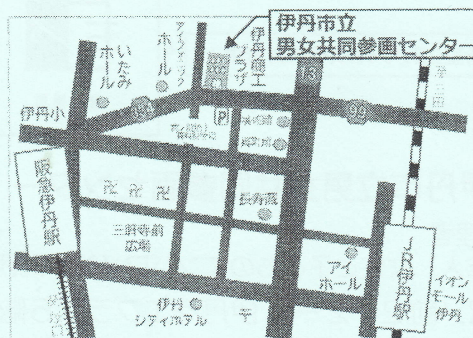 伊丹市立
男女共同参画センター
伊丹商工
プラザ
アイフォニック
ホール
いたみ
ホール
伊丹小
13
99
P
阪急伊丹駅
卍 卍 卍
長寿蔵
三軒寺前
広場
アイ
ホール
JR伊丹駅
イオン
モール
伊丹
伊丹
シティホテル
〒